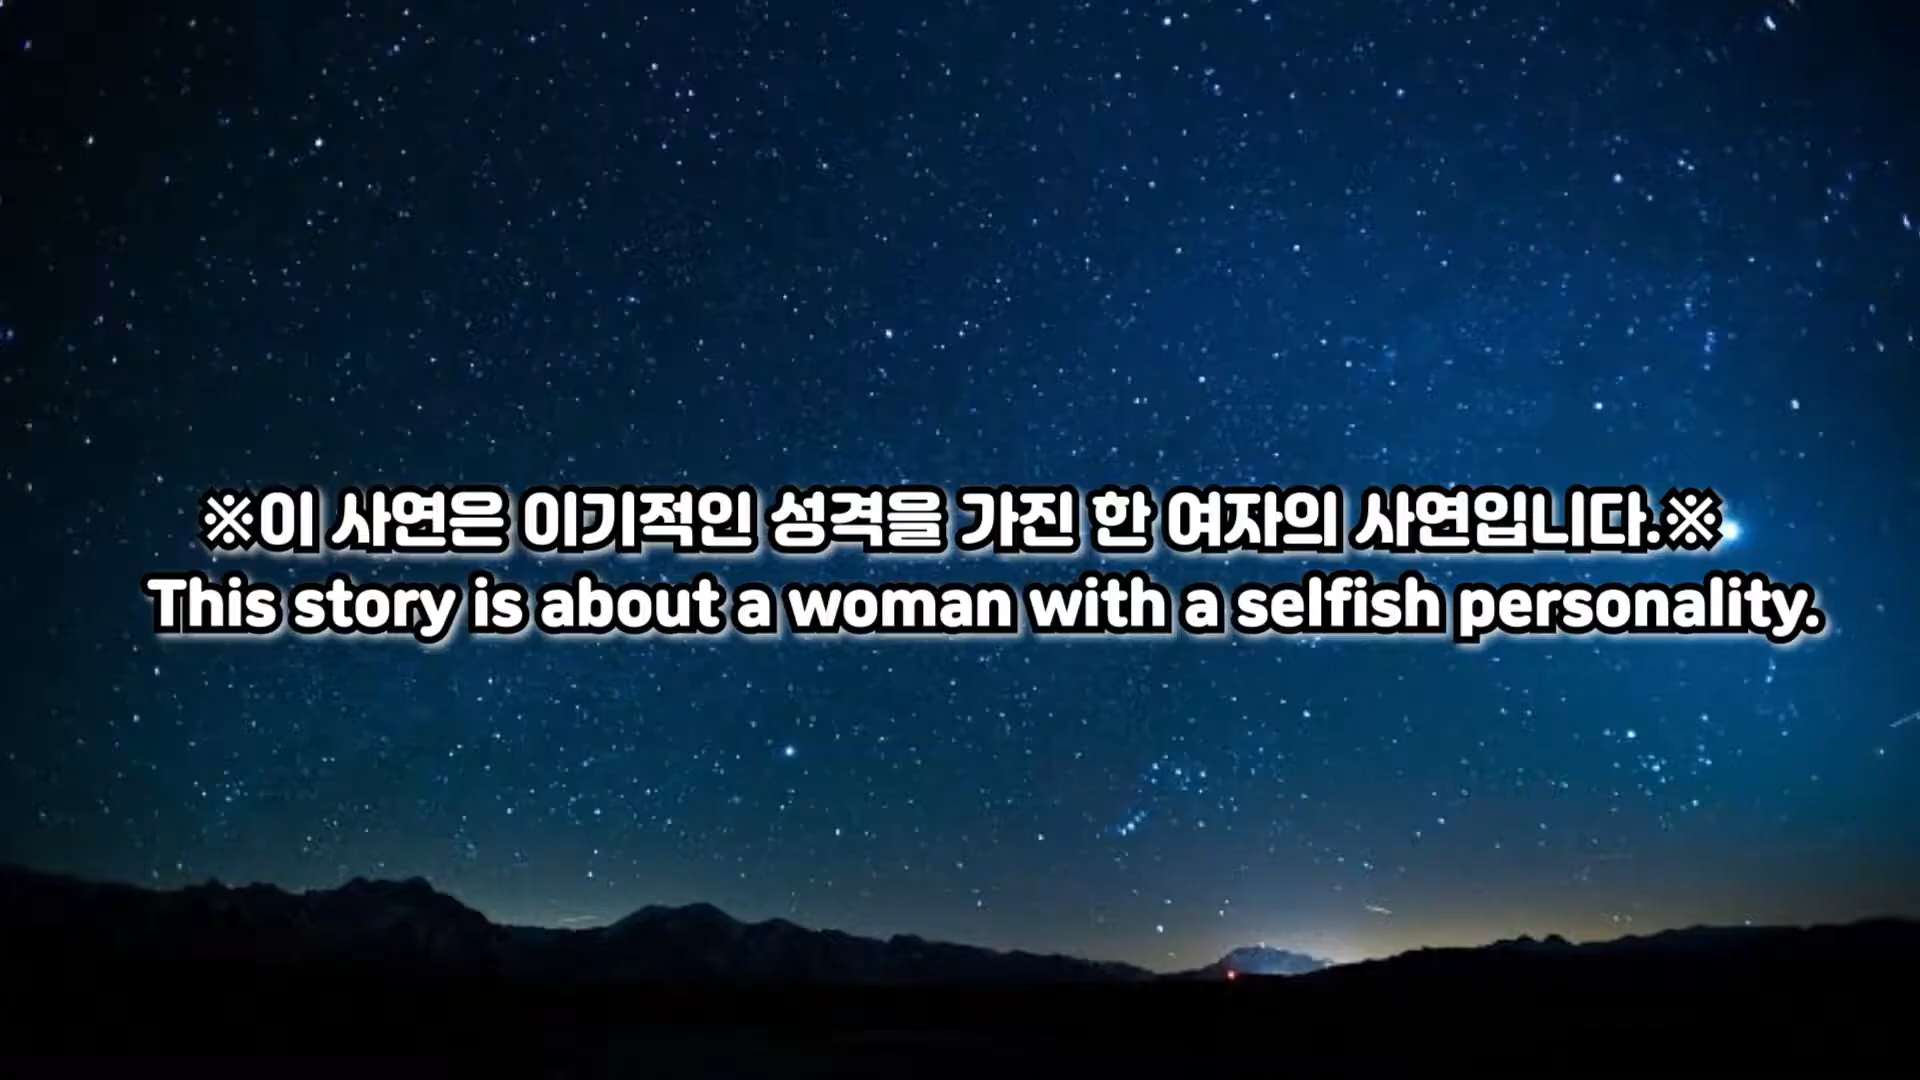 ※이 사연은 이기적인 성격을 가진 한 여자의 사연입니다.※
This story is about a woman with a selfish personality.